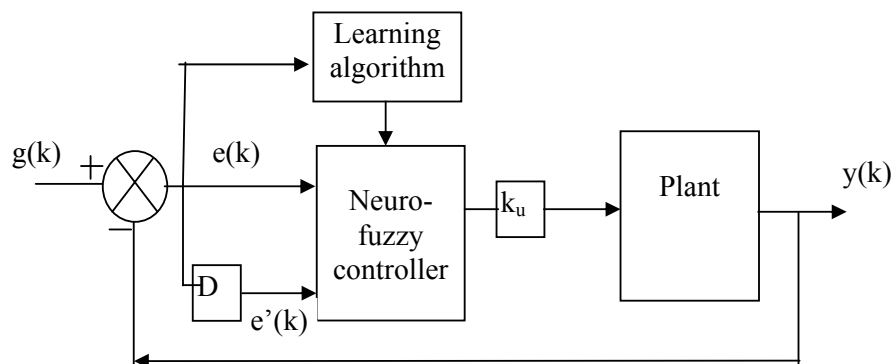 Learning
algorithm
g(k)
+
e(k)
−
Neuro-
fuzzy
controller
k_u
Plant
y(k)
D
e’(k)